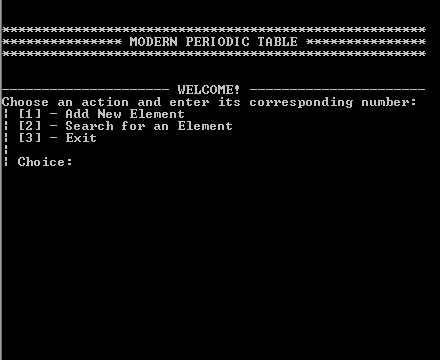 *****************************************************
*************** MODERN PERIODIC TABLE ***************
*****************************************************
--------------------- WELCOME! ----------------------
Choose an action and enter its corresponding number:
¦ [1] - Add New Element
¦ [2] - Search for an Element
¦ [3] - Exit
¦
¦ Choice: